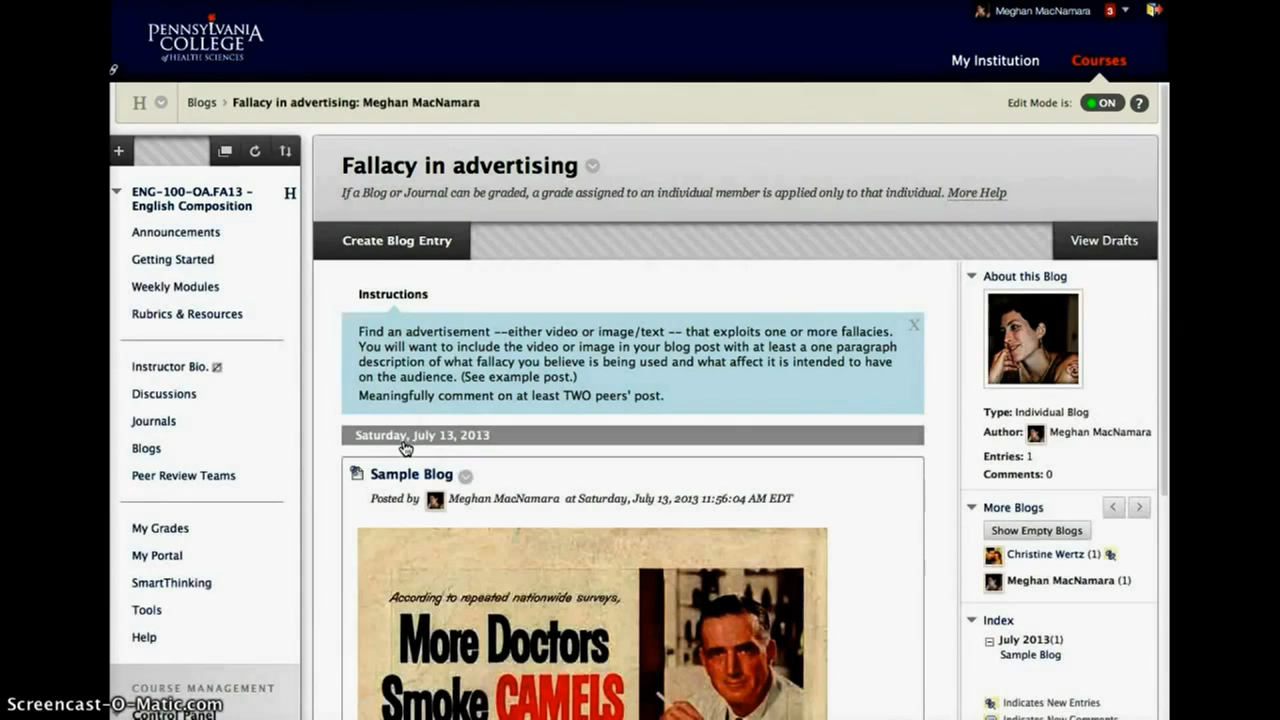 Meghan MacNamara 3
PENNSYLVANIA
COLLEGE
of HEALTH SCIENCES
My Institution Courses
H Blogs > Fallacy in advertising: Meghan MacNamara Edit Mode is: ON ?
+
Fallacy in advertising
If a Blog or Journal can be graded, a grade assigned to an individual member is applied only to that individual. More Help
Create Blog Entry View Drafts
ENG-100-OA.FA13 – H
English Composition
Announcements
Getting Started
Weekly Modules
Rubrics & Resources
Instructor Bio.
Discussions
Journals
Blogs
Peer Review Teams
My Grades
My Portal
SmartThinking
Tools
Help
COURSE MANAGEMENT
Control Panel
Instructions
Find an advertisement --either video or image/text -- that exploits one or more fallacies. X
You will want to include the video or image in your blog post with at least a one paragraph
description of what fallacy you believe is being used and what affect it is intended to have
on the audience. (See example post.)
Meaningfully comment on at least TWO peers' post.
Saturday, July 13, 2013
Sample Blog
Posted by Meghan MacNamara at Saturday, July 13, 2013 11:56:04 AM EDT
According to repeated nationwide surveys,
More Doctors
Smoke CAMELS
About this Blog
Type: Individual Blog
Author: Meghan MacNamara
Entries: 1
Comments: 0
More Blogs < >
Show Empty Blogs
Christine Wertz (1)
Meghan MacNamara (1)
Index
July 2013(1)
Sample Blog
Indicates New Entries
Indicates New Comments
Screencast-O-Matic.com